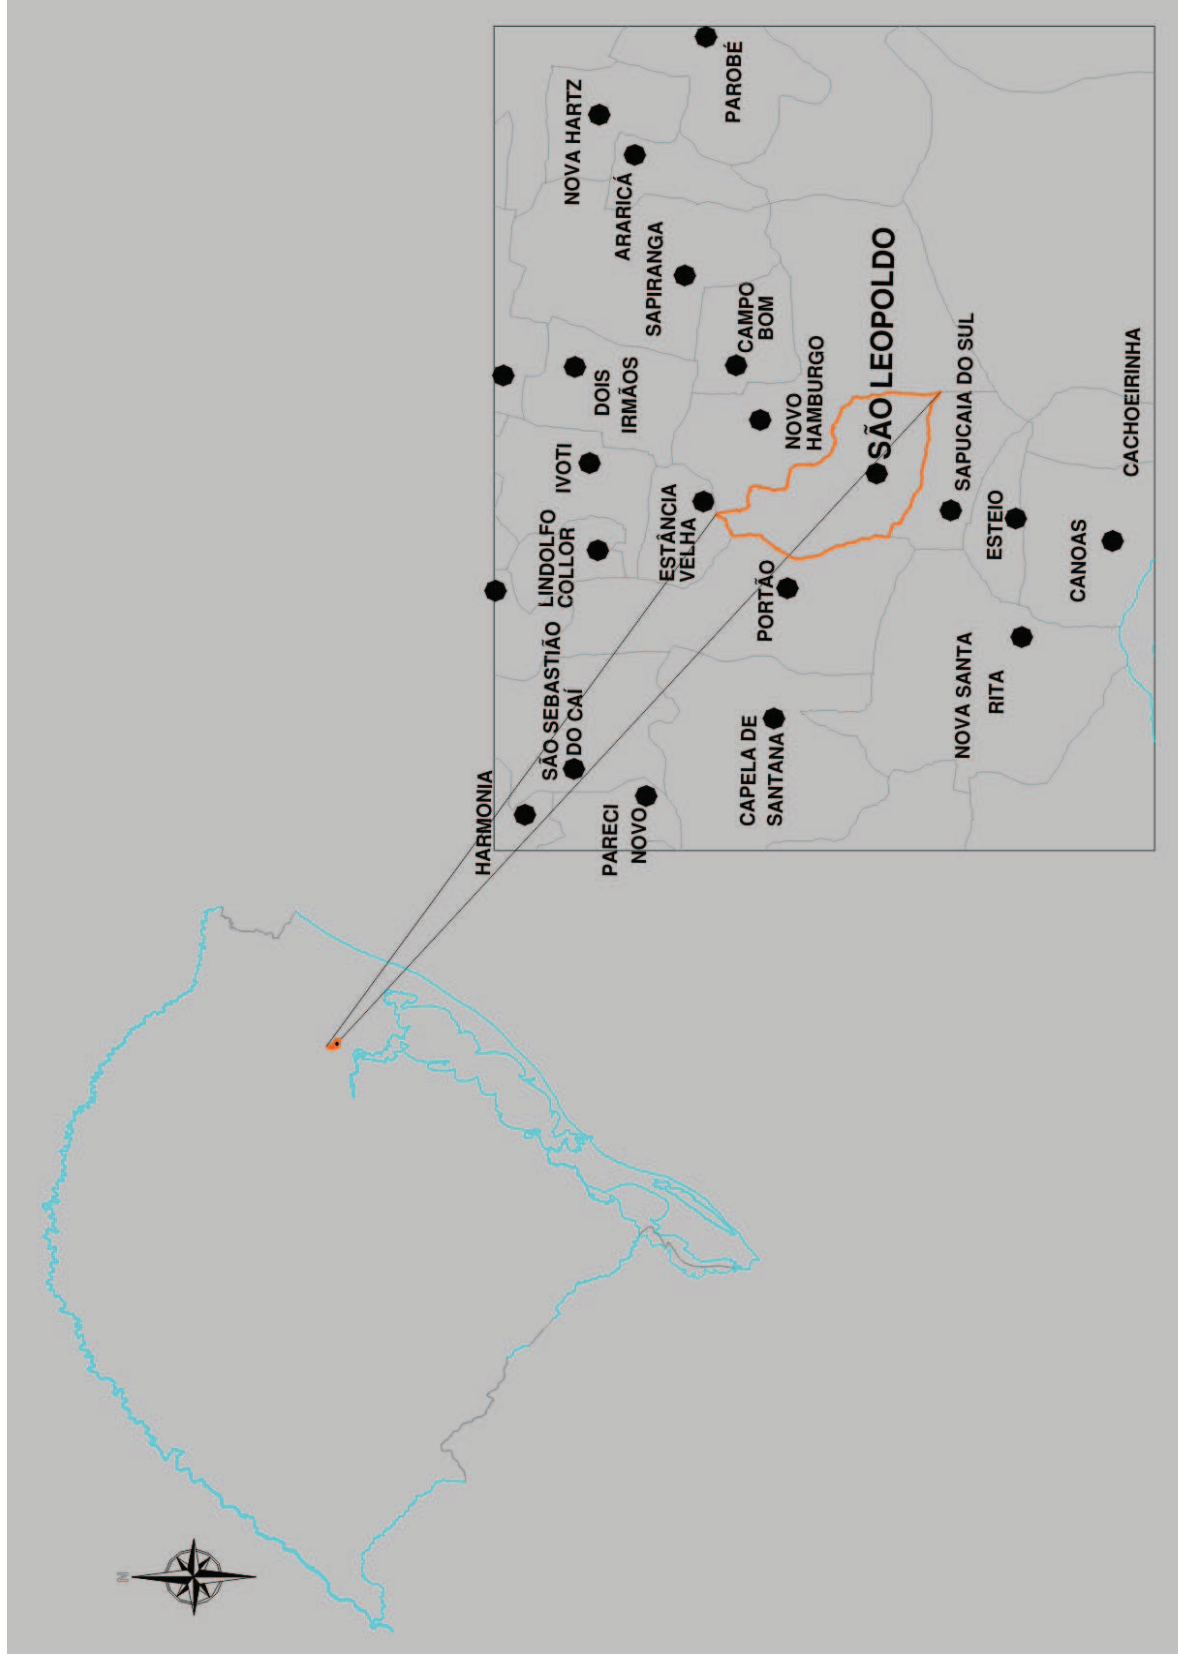 N
HARMONIA
SÃO SEBASTIÃO
DO CAÍ
LINDOLFO
COLLOR
IVOTI
NOVA HARTZ
DOIS
IRMÃOS
PARECI
NOVO
ARARICÁ
SAPIRANGA
ESTÂNCIA
VELHA
PAROBÉ
CAMPO
BOM
CAPELA DE
SANTANA
PORTÃO
NOVO
HAMBURGO
SÃO LEOPOLDO
NOVA SANTA
RITA
SAPUCAIA DO SUL
ESTEIO
CANOAS
CACHOEIRINHA